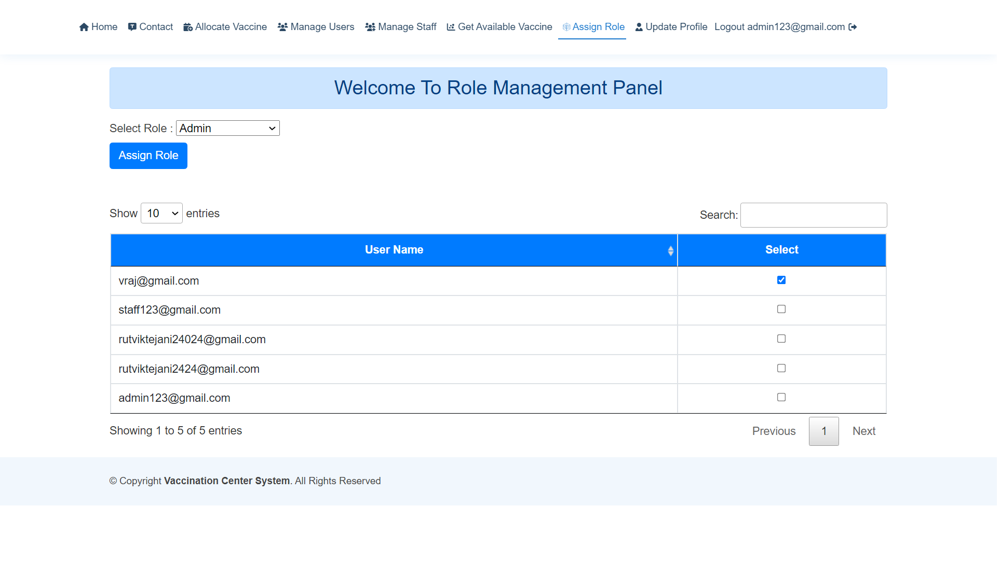 Home Contact Allocate Vaccine Manage Users Manage Staff Get Available Vaccine Assign Role Update Profile Logout admin123@gmail.com
Welcome To Role Management Panel
Select Role : Admin
Assign Role
Show 10 entries Search:
User Name Select
vraj@gmail.com
staff123@gmail.com
rutviktejani24024@gmail.com
rutviktejani2424@gmail.com
admin123@gmail.com
Showing 1 to 5 of 5 entries Previous 1 Next
© Copyright Vaccination Center System. All Rights Reserved